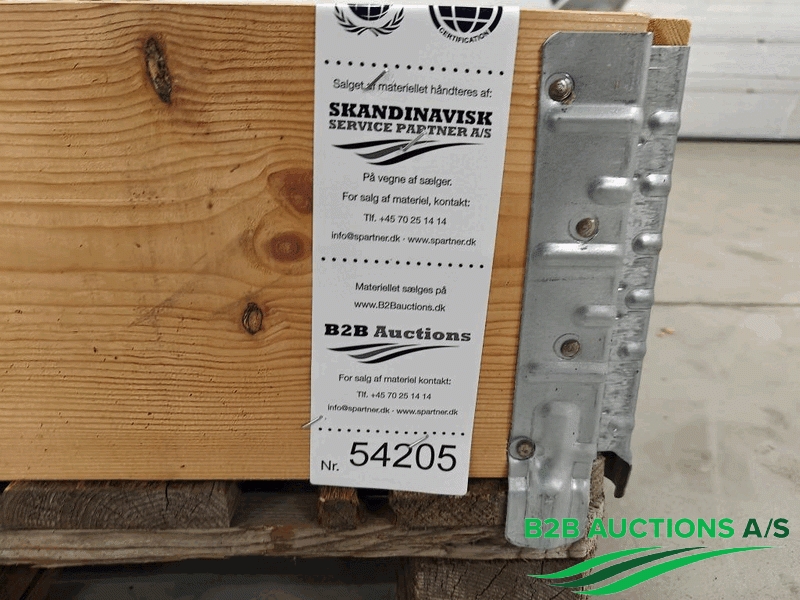 CERTIFICATION
Salget af materiellet håndteres af:
SKANDINAVISK
SERVICE PARTNER A/S
På vegne af sælger.
For salg af materiel, kontakt:
Tlf. +45 70 25 14 14
info@spartner.dk · www.spartner.dk
Materiellet sælges på
www.B2Bauctions.dk
B2B Auctions
For salg af materiel kontakt:
Tlf. +45 70 25 14 14
info@spartner.dk · www.spartner.dk
Nr. 54205
B2B AUCTIONS A/S